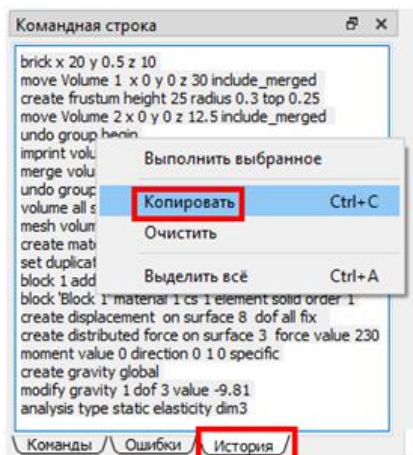 Командная строка
brick x 20 y 0.5 z 10
move Volume 1 x 0 y 0 z 30 include_merged
create frustum height 25 radius 0.3 top 0.25
move Volume 2 x 0 y 0 z 12.5 include_merged
undo group begin
imprint
merge
undo group
volume all
mesh
create
set
block 1 add
block 'Block 1' material 1 cs 1 element solid order 1
create displacement on surface 8 dof all fix
create distributed force on surface 3 force value 230
moment value 0 direction 0 1 0 specific
create gravity global
modify gravity 1 dof 3 value -9.81
analysis type static elasticity dim3
Выполнить выбранное
Копировать Ctrl+C
Очистить
Выделить всё Ctrl+A
Команды Ошибки История